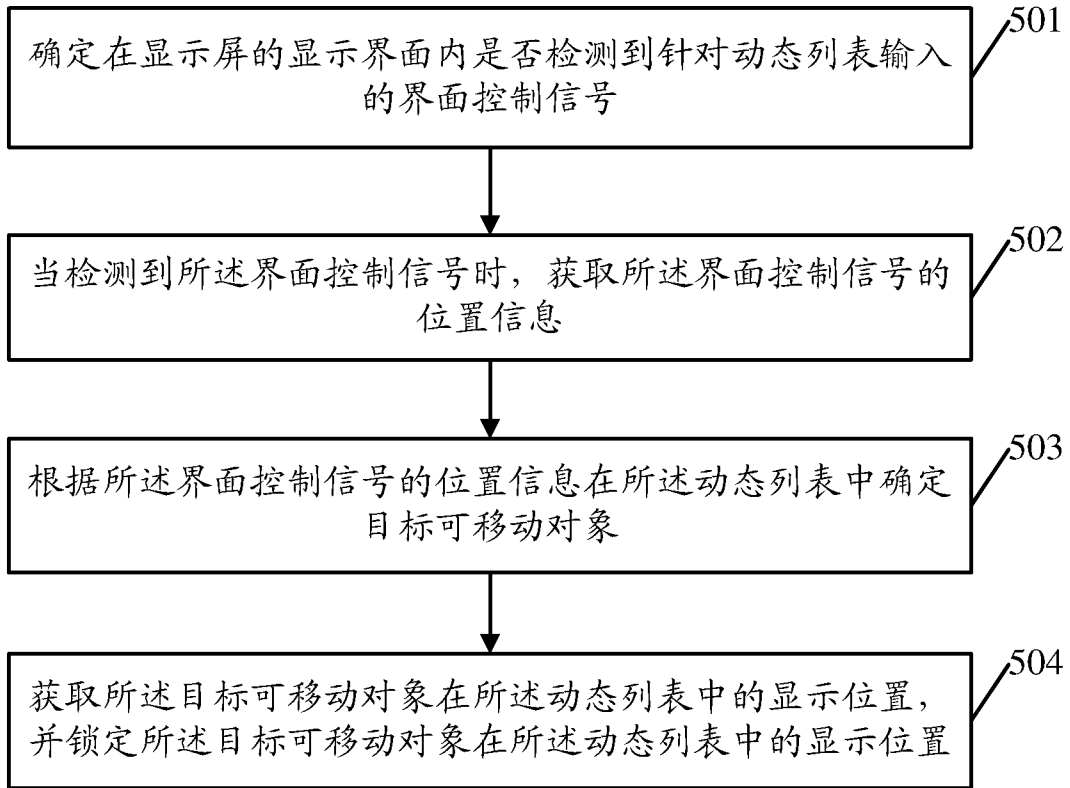 501
确定在显示屏的显示界面内是否检测到针对动态列表输入
的界面控制信号
502
当检测到所述界面控制信号时，获取所述界面控制信号的
位置信息
503
根据所述界面控制信号的位置信息在所述动态列表中确定
目标可移动对象
504
获取所述目标可移动对象在所述动态列表中的显示位置，
并锁定所述目标可移动对象在所述动态列表中的显示位置